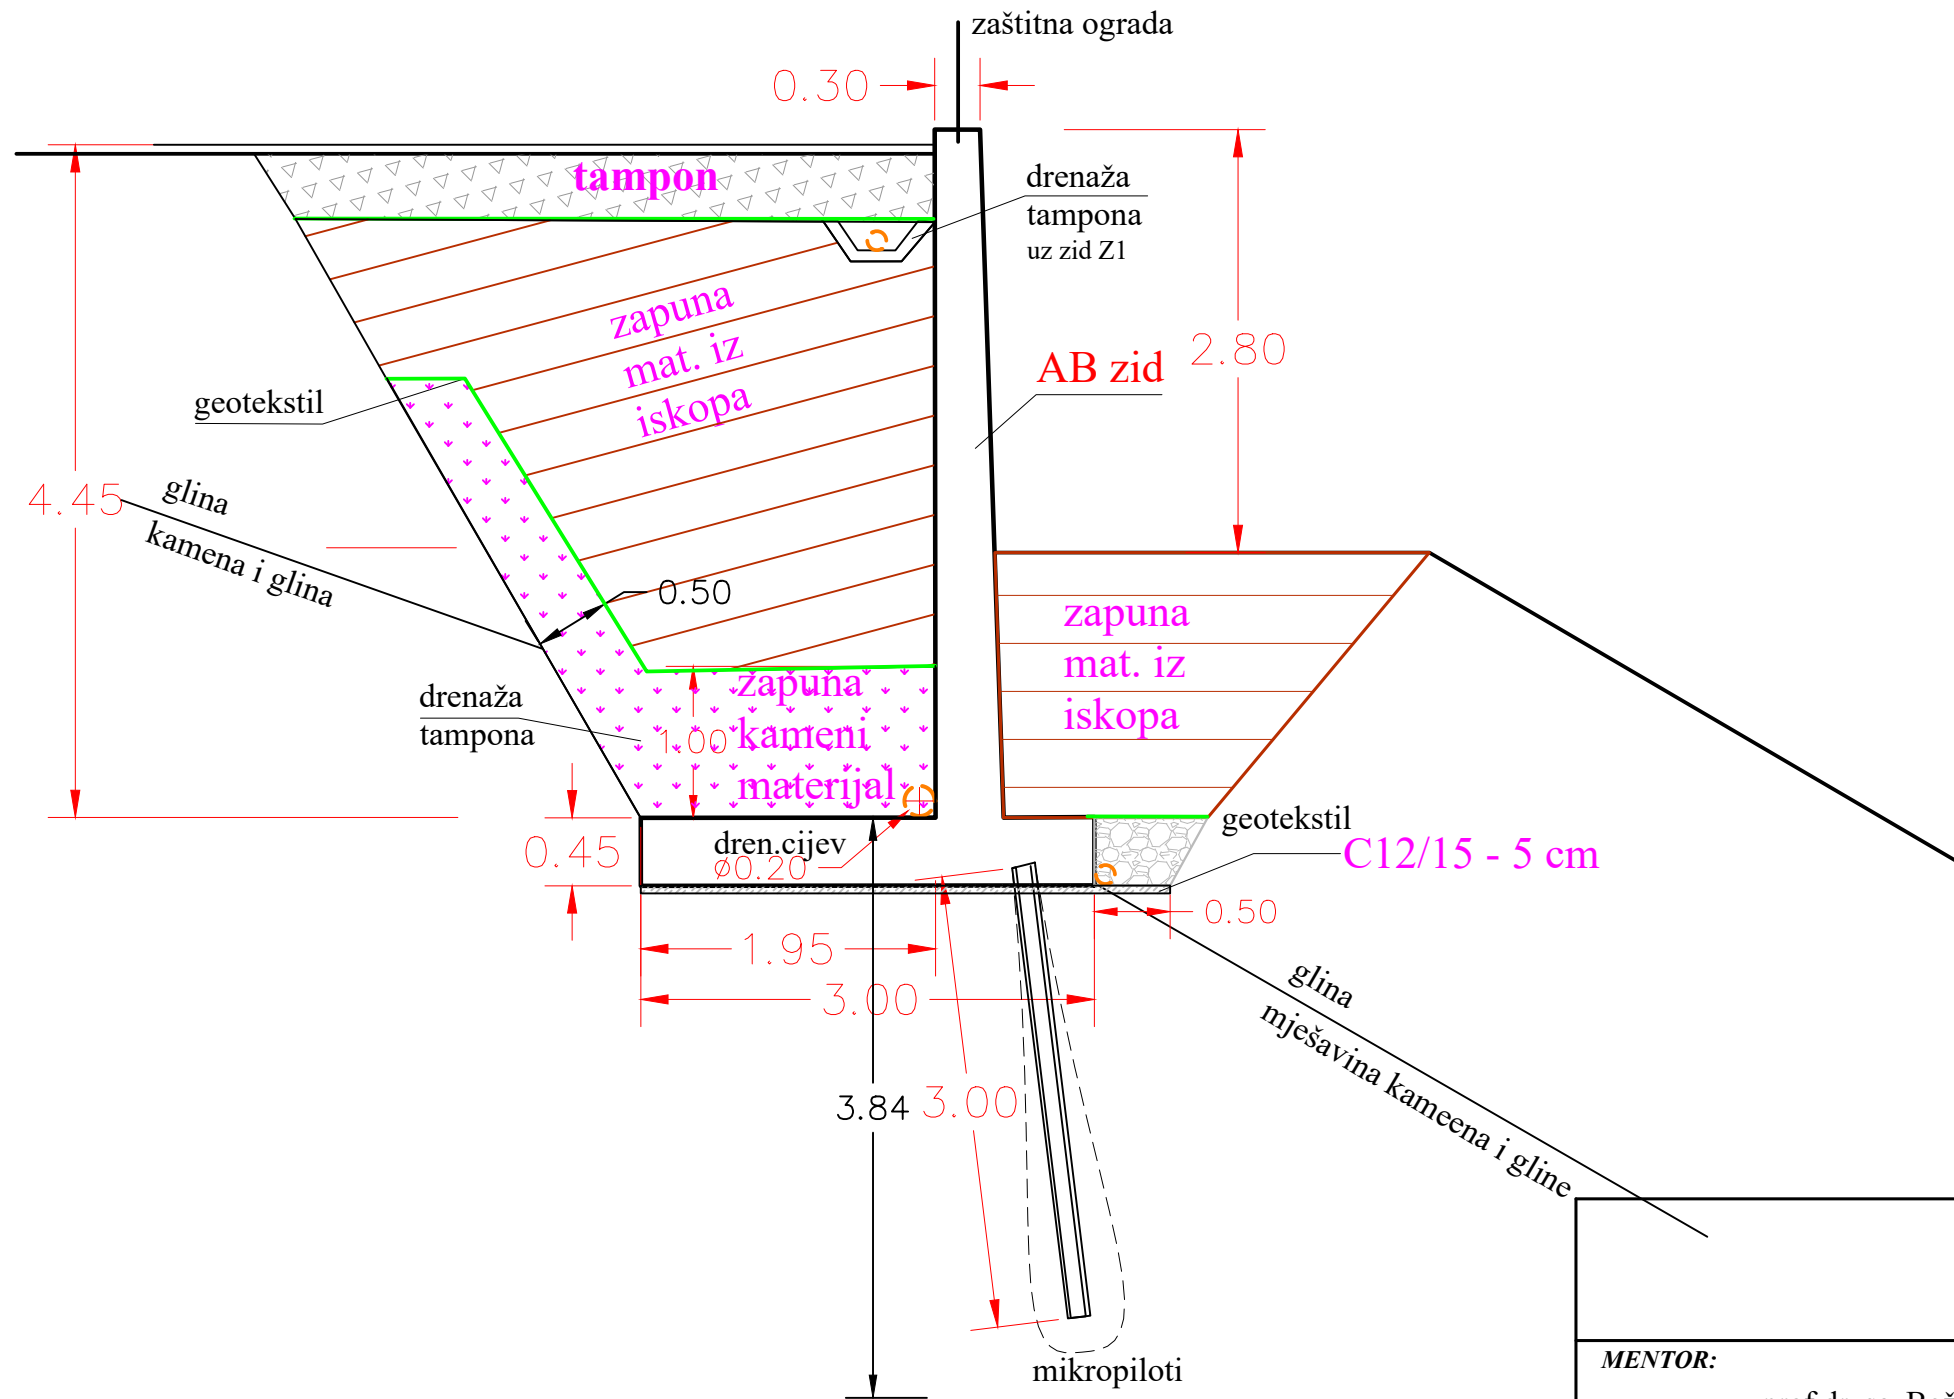 zaštitna ograda
0.30
tampon
drenaža
tampona
uz zid Z1
zapuna
mat. iz
iskopa
2.80
AB zid
geotekstil
4.45
glina
kamena i glina
0.50
zapuna
mat. iz
iskopa
drenaža
tampona
1.00
zapuna
kameni
materijal
0.45
dren.cijev
ø0.20
geotekstil
C12/15 - 5 cm
0.50
1.95
3.00
glina
mješavina kameena i gline
3.84
3.00
mikropiloti
MENTOR: